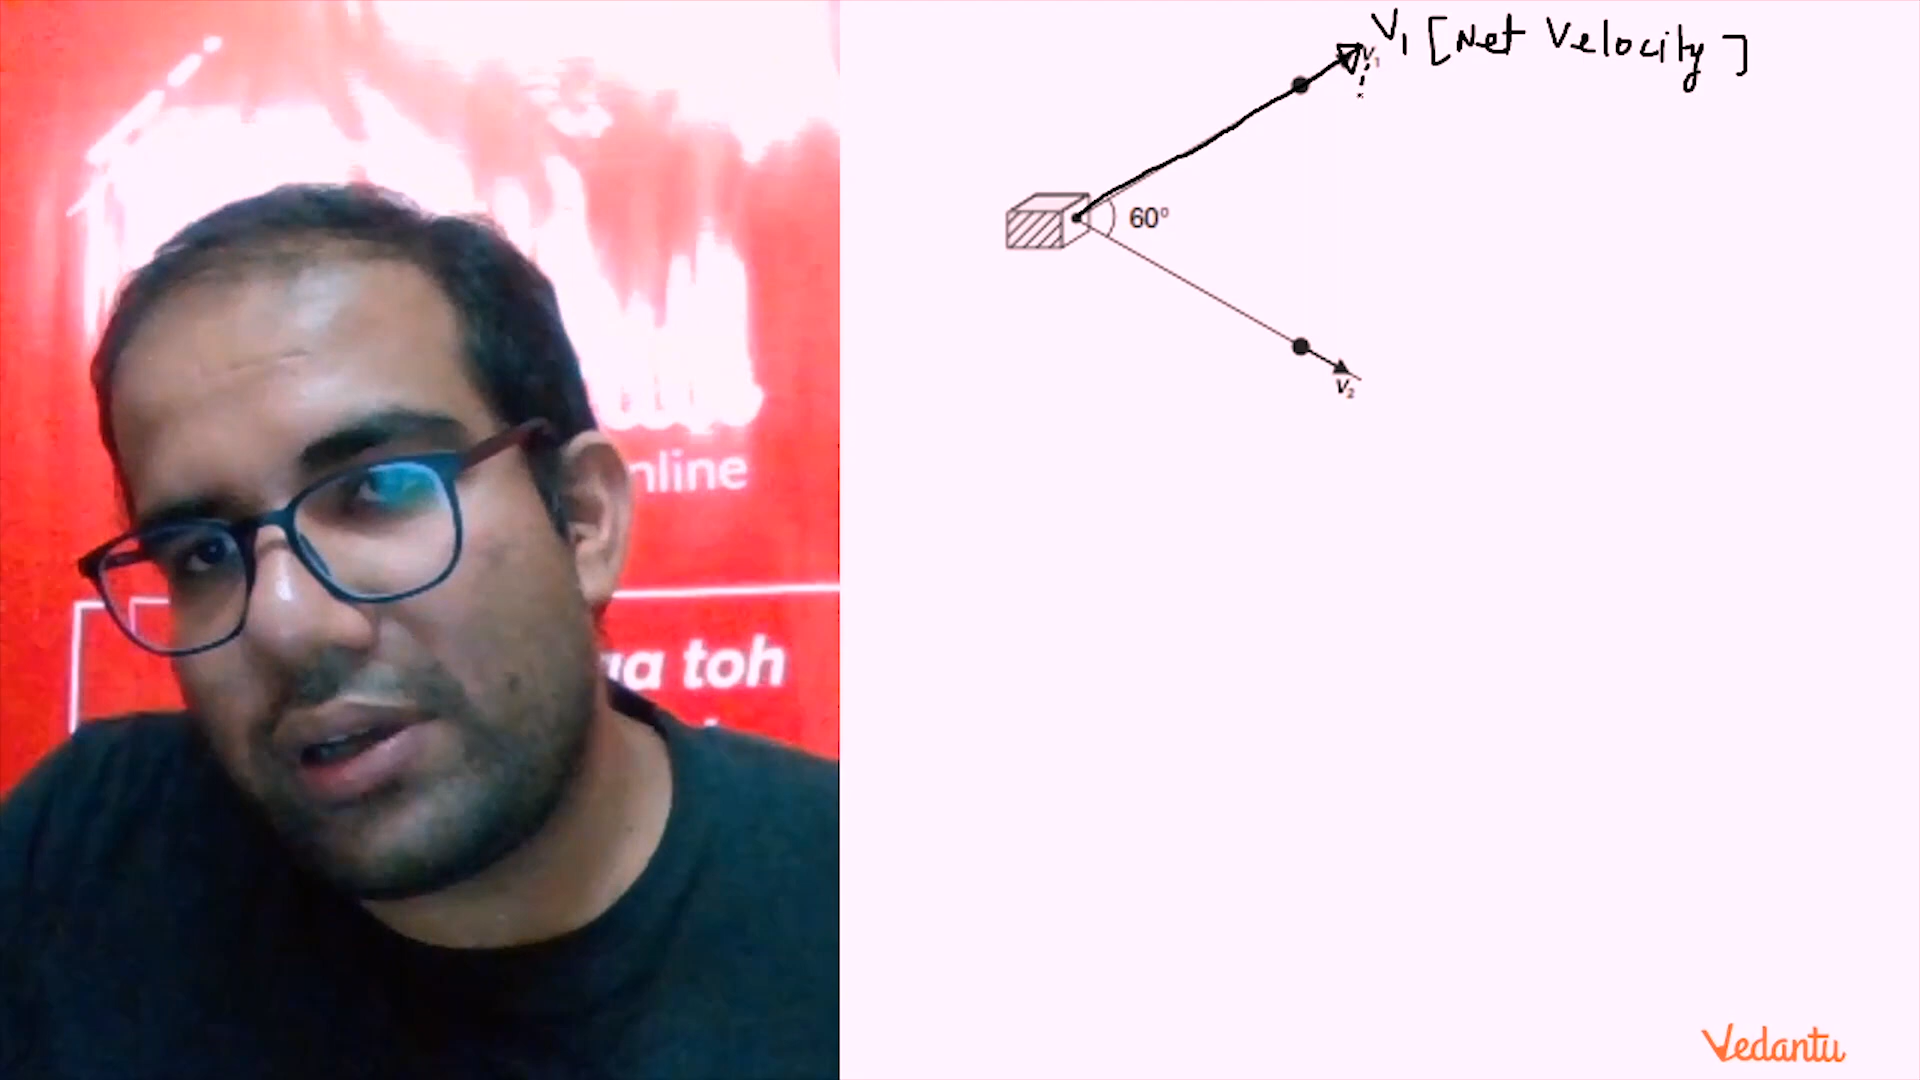 V₁ [Net Velocity]
V₁
60°
V₂
nline
toh
Vedantu